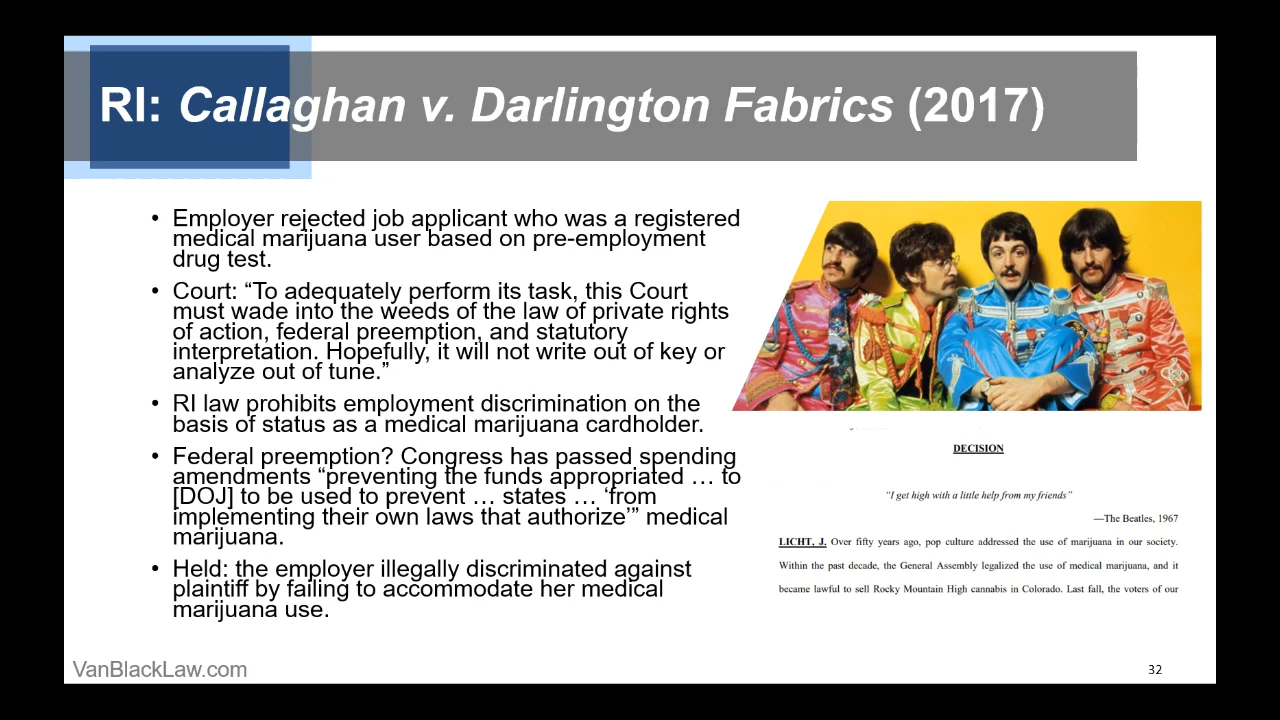 RI: Callaghan v. Darlington Fabrics (2017)
• Employer rejected job applicant who was a registered
medical marijuana user based on pre-employment
drug test.
• Court: “To adequately perform its task, this Court
must wade into the weeds of the law of private rights
of action, federal preemption, and statutory
interpretation. Hopefully, it will not write out of key or
analyze out of tune.”
• RI law prohibits employment discrimination on the
basis of status as a medical marijuana cardholder.
• Federal preemption? Congress has passed spending
amendments “preventing the funds appropriated … to
[DOJ] to be used to prevent … states … ‘from
implementing their own laws that authorize’” medical
marijuana.
• Held: the employer illegally discriminated against
plaintiff by failing to accommodate her medical
marijuana use.
DECISION
“I get high with a little help from my friends”
—The Beatles, 1967
LICHT, J. Over fifty years ago, pop culture addressed the use of marijuana in our society.
Within the past decade, the General Assembly legalized the use of medical marijuana, and it
became lawful to sell Rocky Mountain High cannabis in Colorado. Last fall, the voters of our
VanBlackLaw.com
32